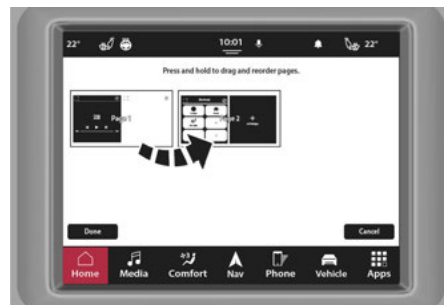 22° 10:01 22°
Press and hold to drag and reorder pages.
Page 1 Page 2
Done Cancel
Home Media Comfort Nav Phone Vehicle Apps